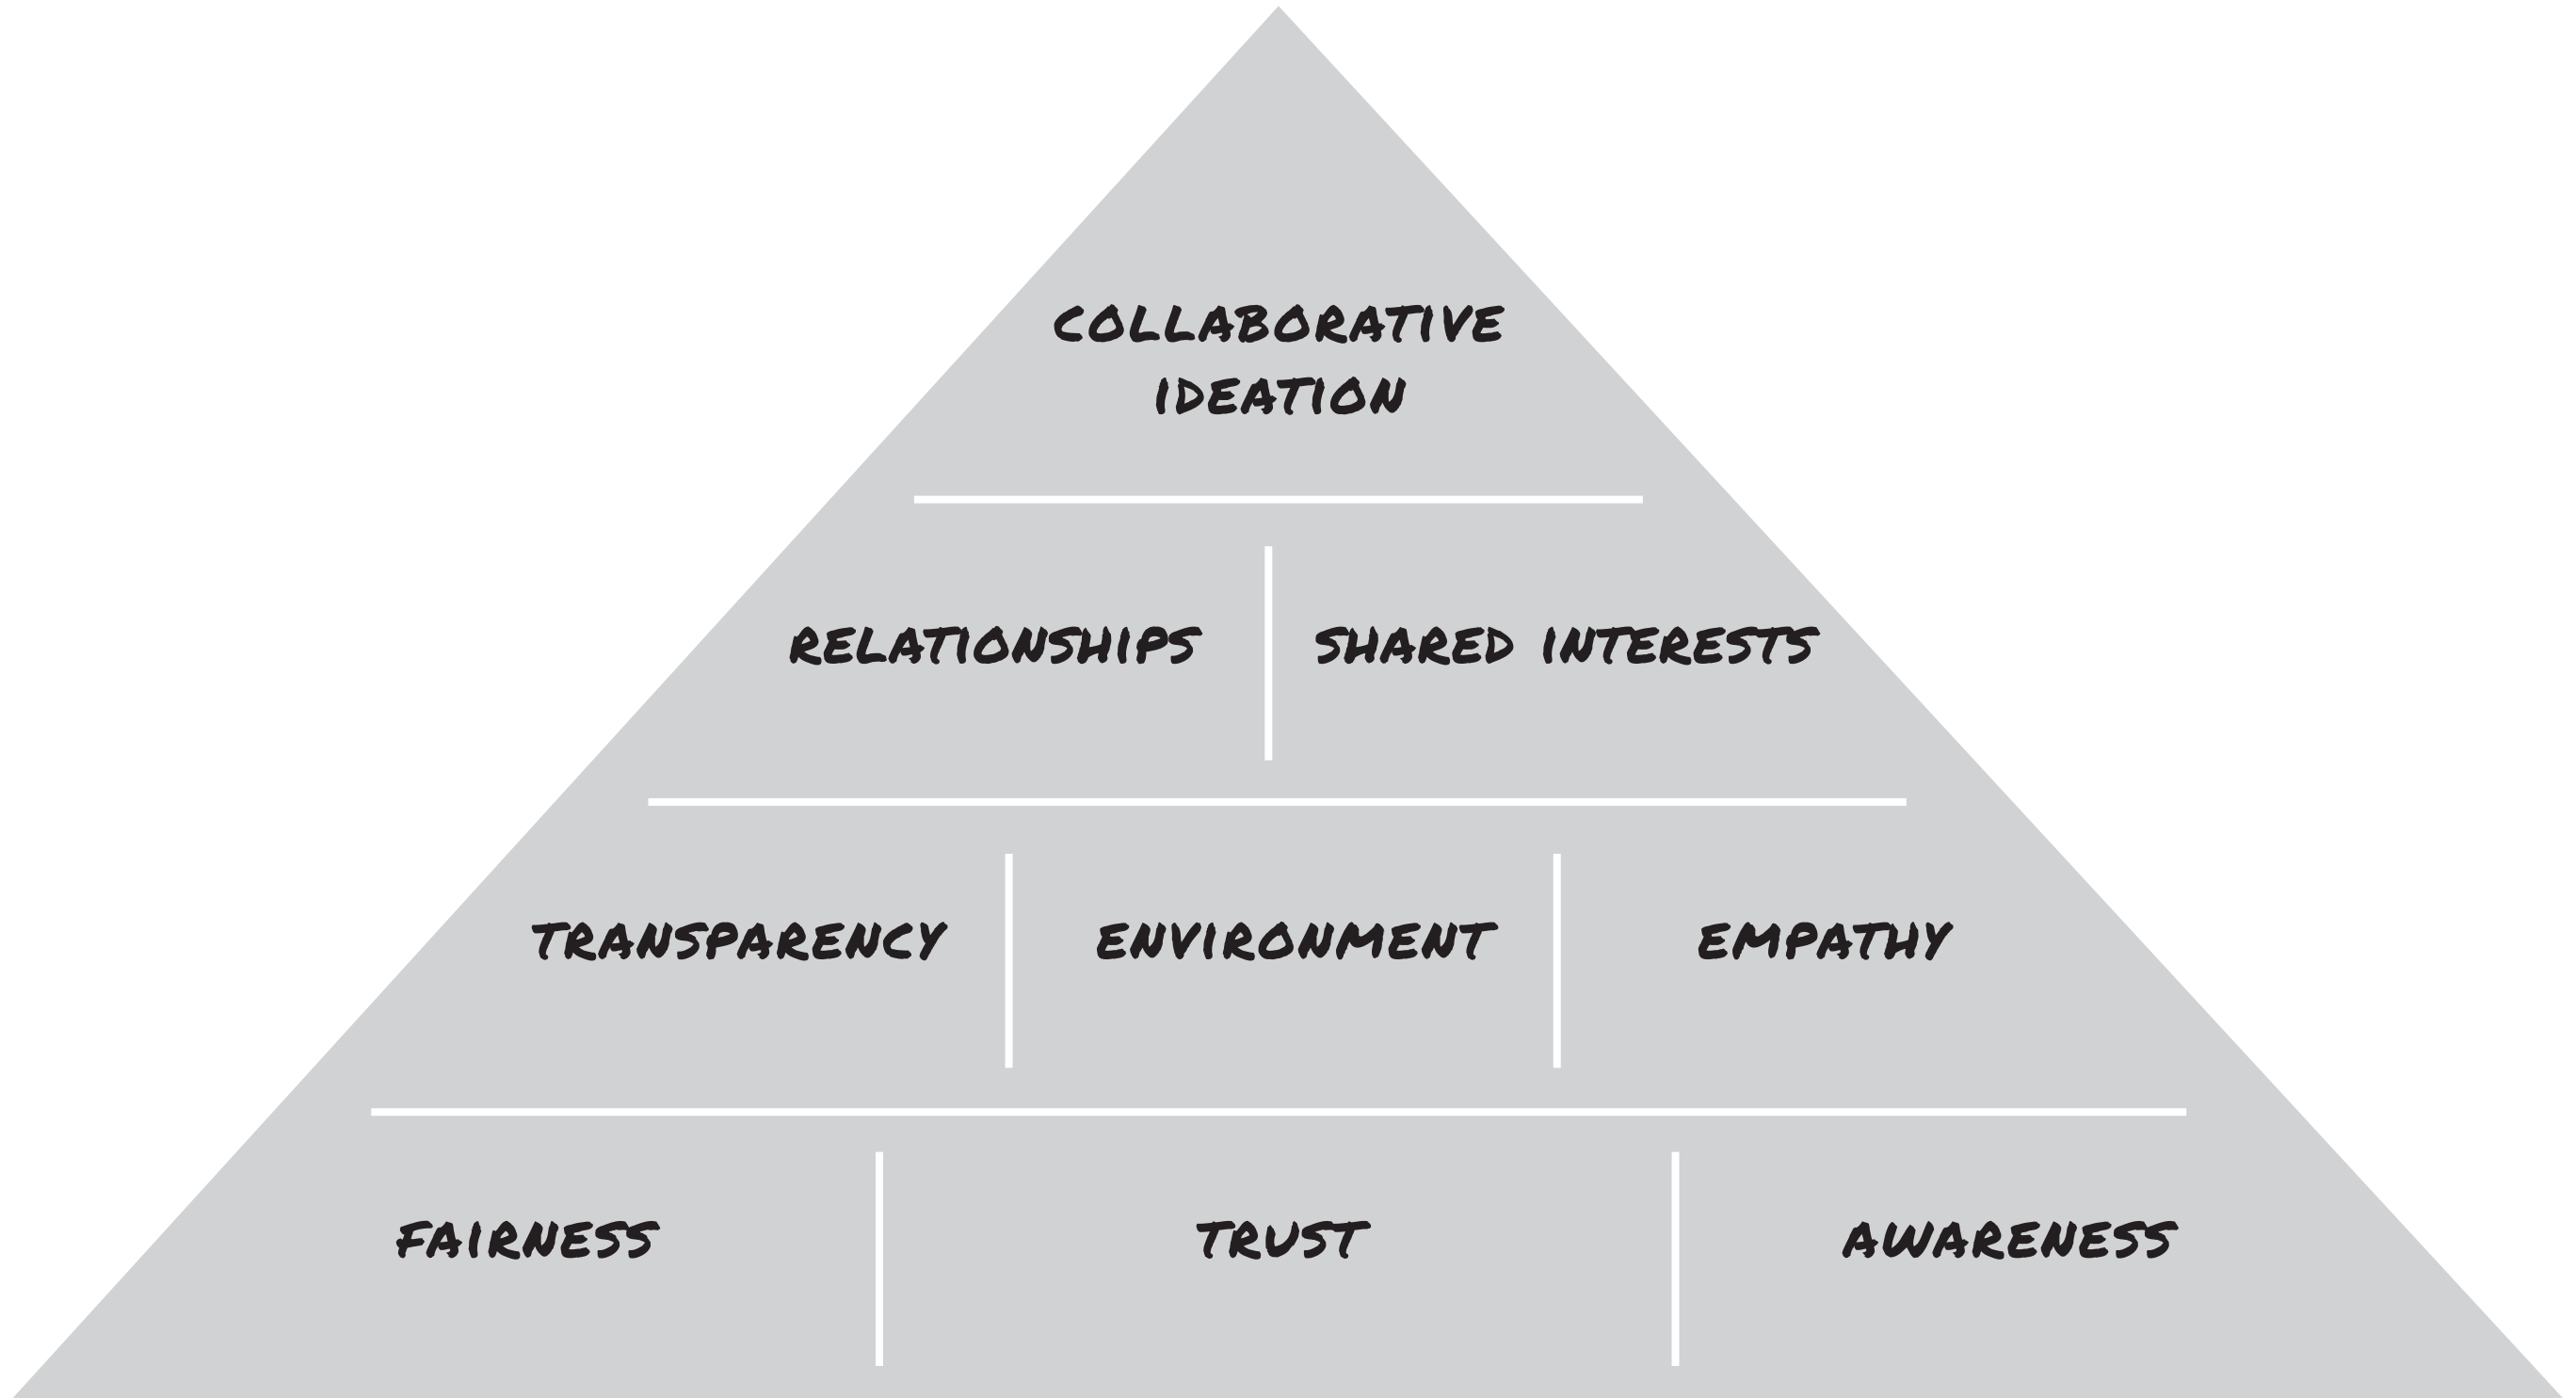 COLLABORATIVE
IDEATION
RELATIONSHIPS
SHARED INTERESTS
TRANSPARENCY
ENVIRONMENT
EMPATHY
FAIRNESS
TRUST
AWARENESS